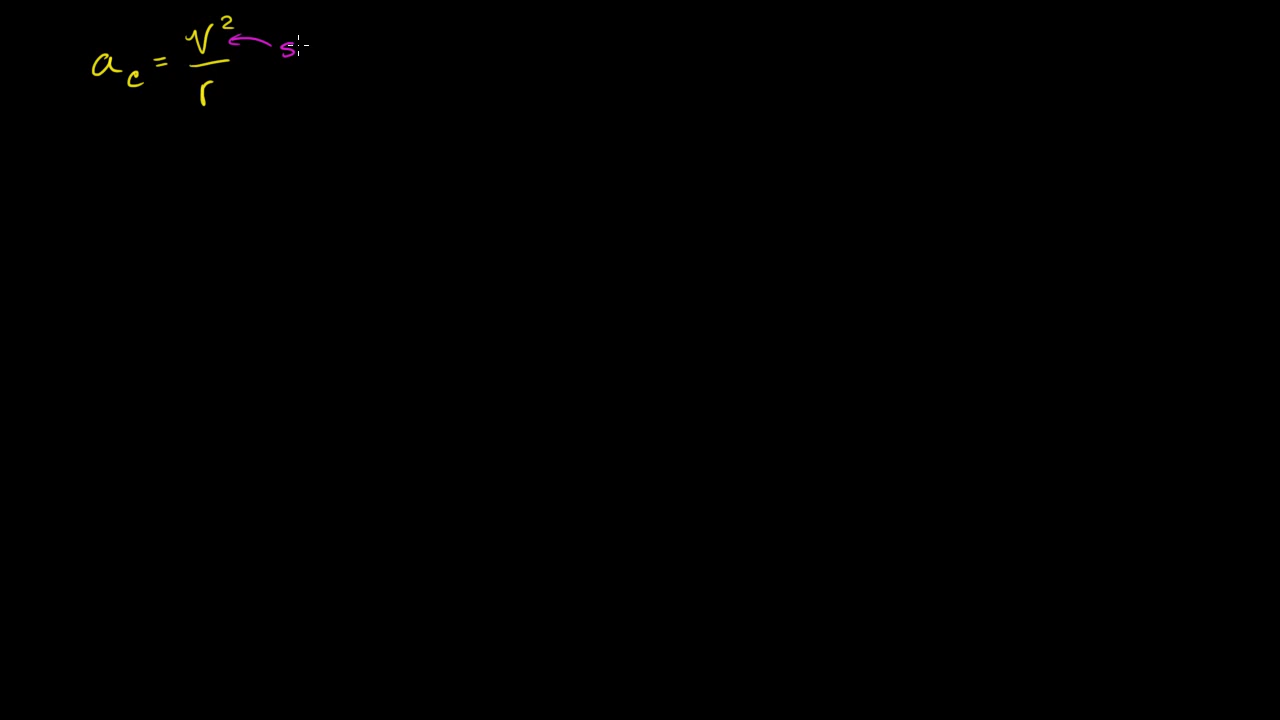 a_c = v²/r ← s